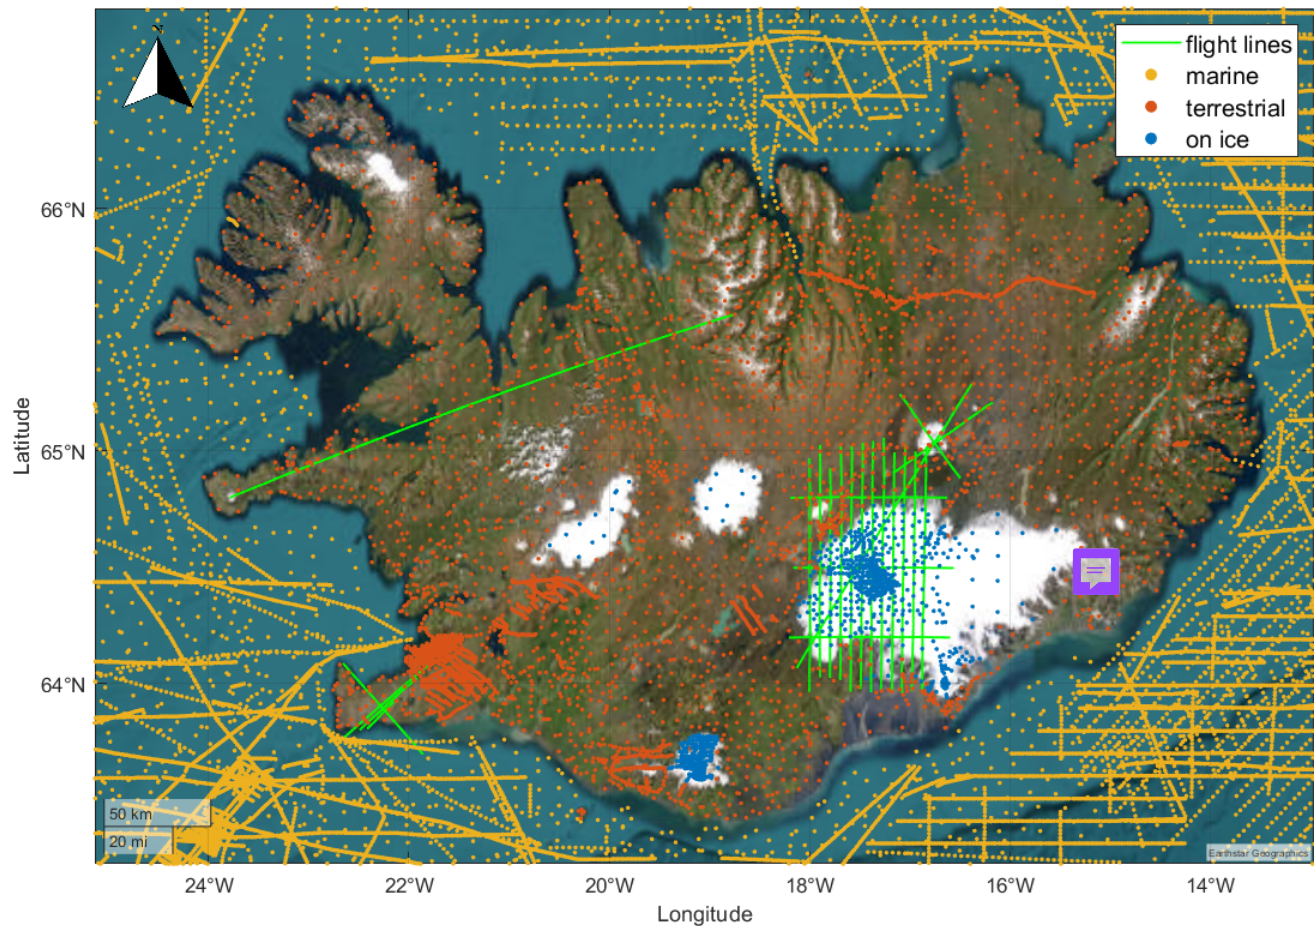 N
flight lines
marine
terrestrial
on ice
66°N
65°N
64°N
Latitude
50 km
20 mi
Earthstar Geographics
24°W 22°W 20°W 18°W 16°W 14°W
Longitude